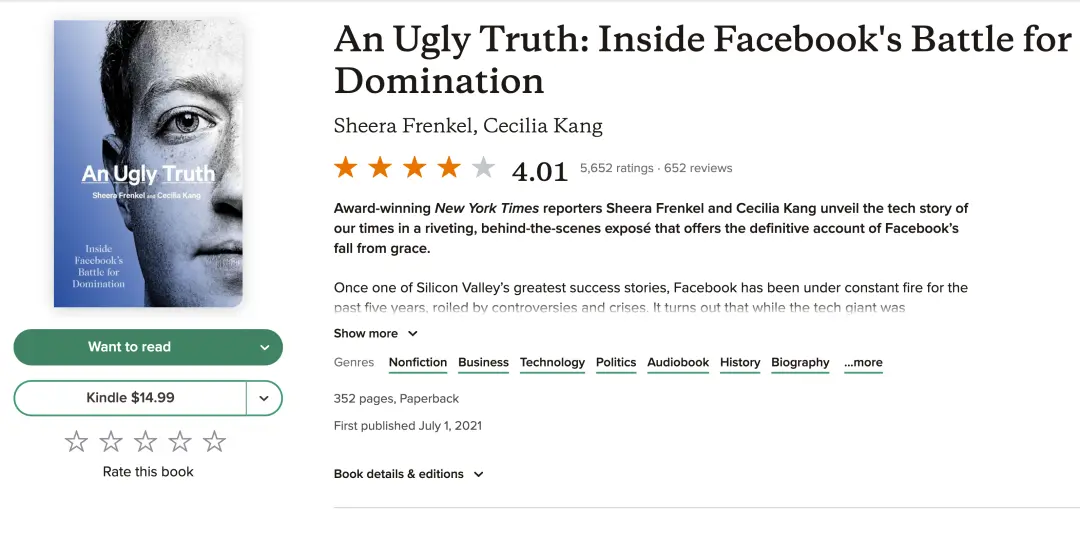 An Ugly Truth: Inside Facebook's Battle for
Domination
Sheera Frenkel, Cecilia Kang
4.01 5,652 ratings · 652 reviews
Award-winning New York Times reporters Sheera Frenkel and Cecilia Kang unveil the tech story of
our times in a riveting, behind-the-scenes exposé that offers the definitive account of Facebook’s
fall from grace.
Once one of Silicon Valley’s greatest success stories, Facebook has been under constant fire for the
past five years, roiled by controversies and crises. It turns out that while the tech giant was
Show more
Genres Nonfiction Business Technology Politics Audiobook History Biography ...more
352 pages, Paperback
First published July 1, 2021
Book details & editions
An Ugly Truth
Sheera Frenkel and Cecilia Kang
Inside
Facebook’s
Battle for
Domination
Want to read
Kindle $14.99
Rate this book